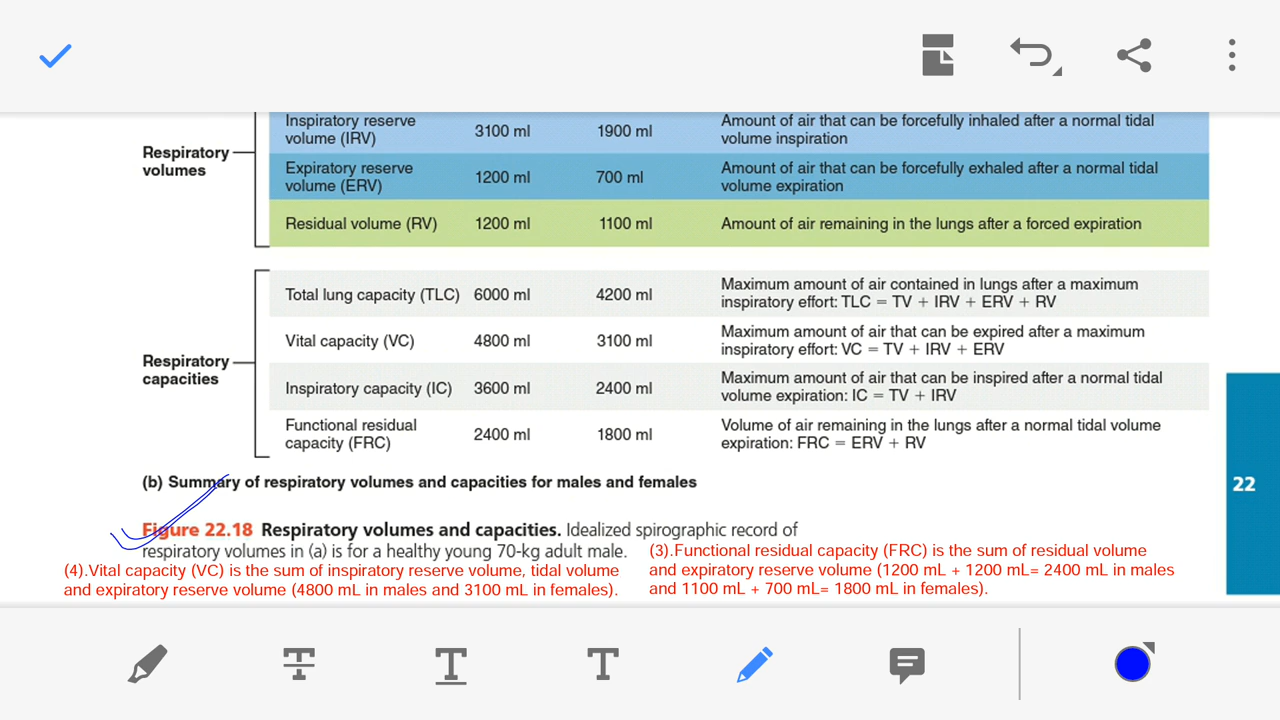 Inspiratory reserve volume (IRV) 3100 ml 1900 ml Amount of air that can be forcefully inhaled after a normal tidal volume inspiration
Respiratory volumes
Expiratory reserve volume (ERV) 1200 ml 700 ml Amount of air that can be forcefully exhaled after a normal tidal volume expiration
Residual volume (RV) 1200 ml 1100 ml Amount of air remaining in the lungs after a forced expiration
Total lung capacity (TLC) 6000 ml 4200 ml Maximum amount of air contained in lungs after a maximum inspiratory effort: TLC = TV + IRV + ERV + RV
Vital capacity (VC) 4800 ml 3100 ml Maximum amount of air that can be expired after a maximum inspiratory effort: VC = TV + IRV + ERV
Respiratory capacities
Inspiratory capacity (IC) 3600 ml 2400 ml Maximum amount of air that can be inspired after a normal tidal volume expiration: IC = TV + IRV
Functional residual capacity (FRC) 2400 ml 1800 ml Volume of air remaining in the lungs after a normal tidal volume expiration: FRC = ERV + RV
(b) Summary of respiratory volumes and capacities for males and females
22
Figure 22.18 Respiratory volumes and capacities. Idealized spirographic record of
respiratory volumes in (a) is for a healthy young 70-kg adult male.
(4).Vital capacity (VC) is the sum of inspiratory reserve volume, tidal volume
and expiratory reserve volume (4800 mL in males and 3100 mL in females).
(3).Functional residual capacity (FRC) is the sum of residual volume
and expiratory reserve volume (1200 mL + 1200 mL= 2400 mL in males
and 1100 mL + 700 mL= 1800 mL in females).
T T T